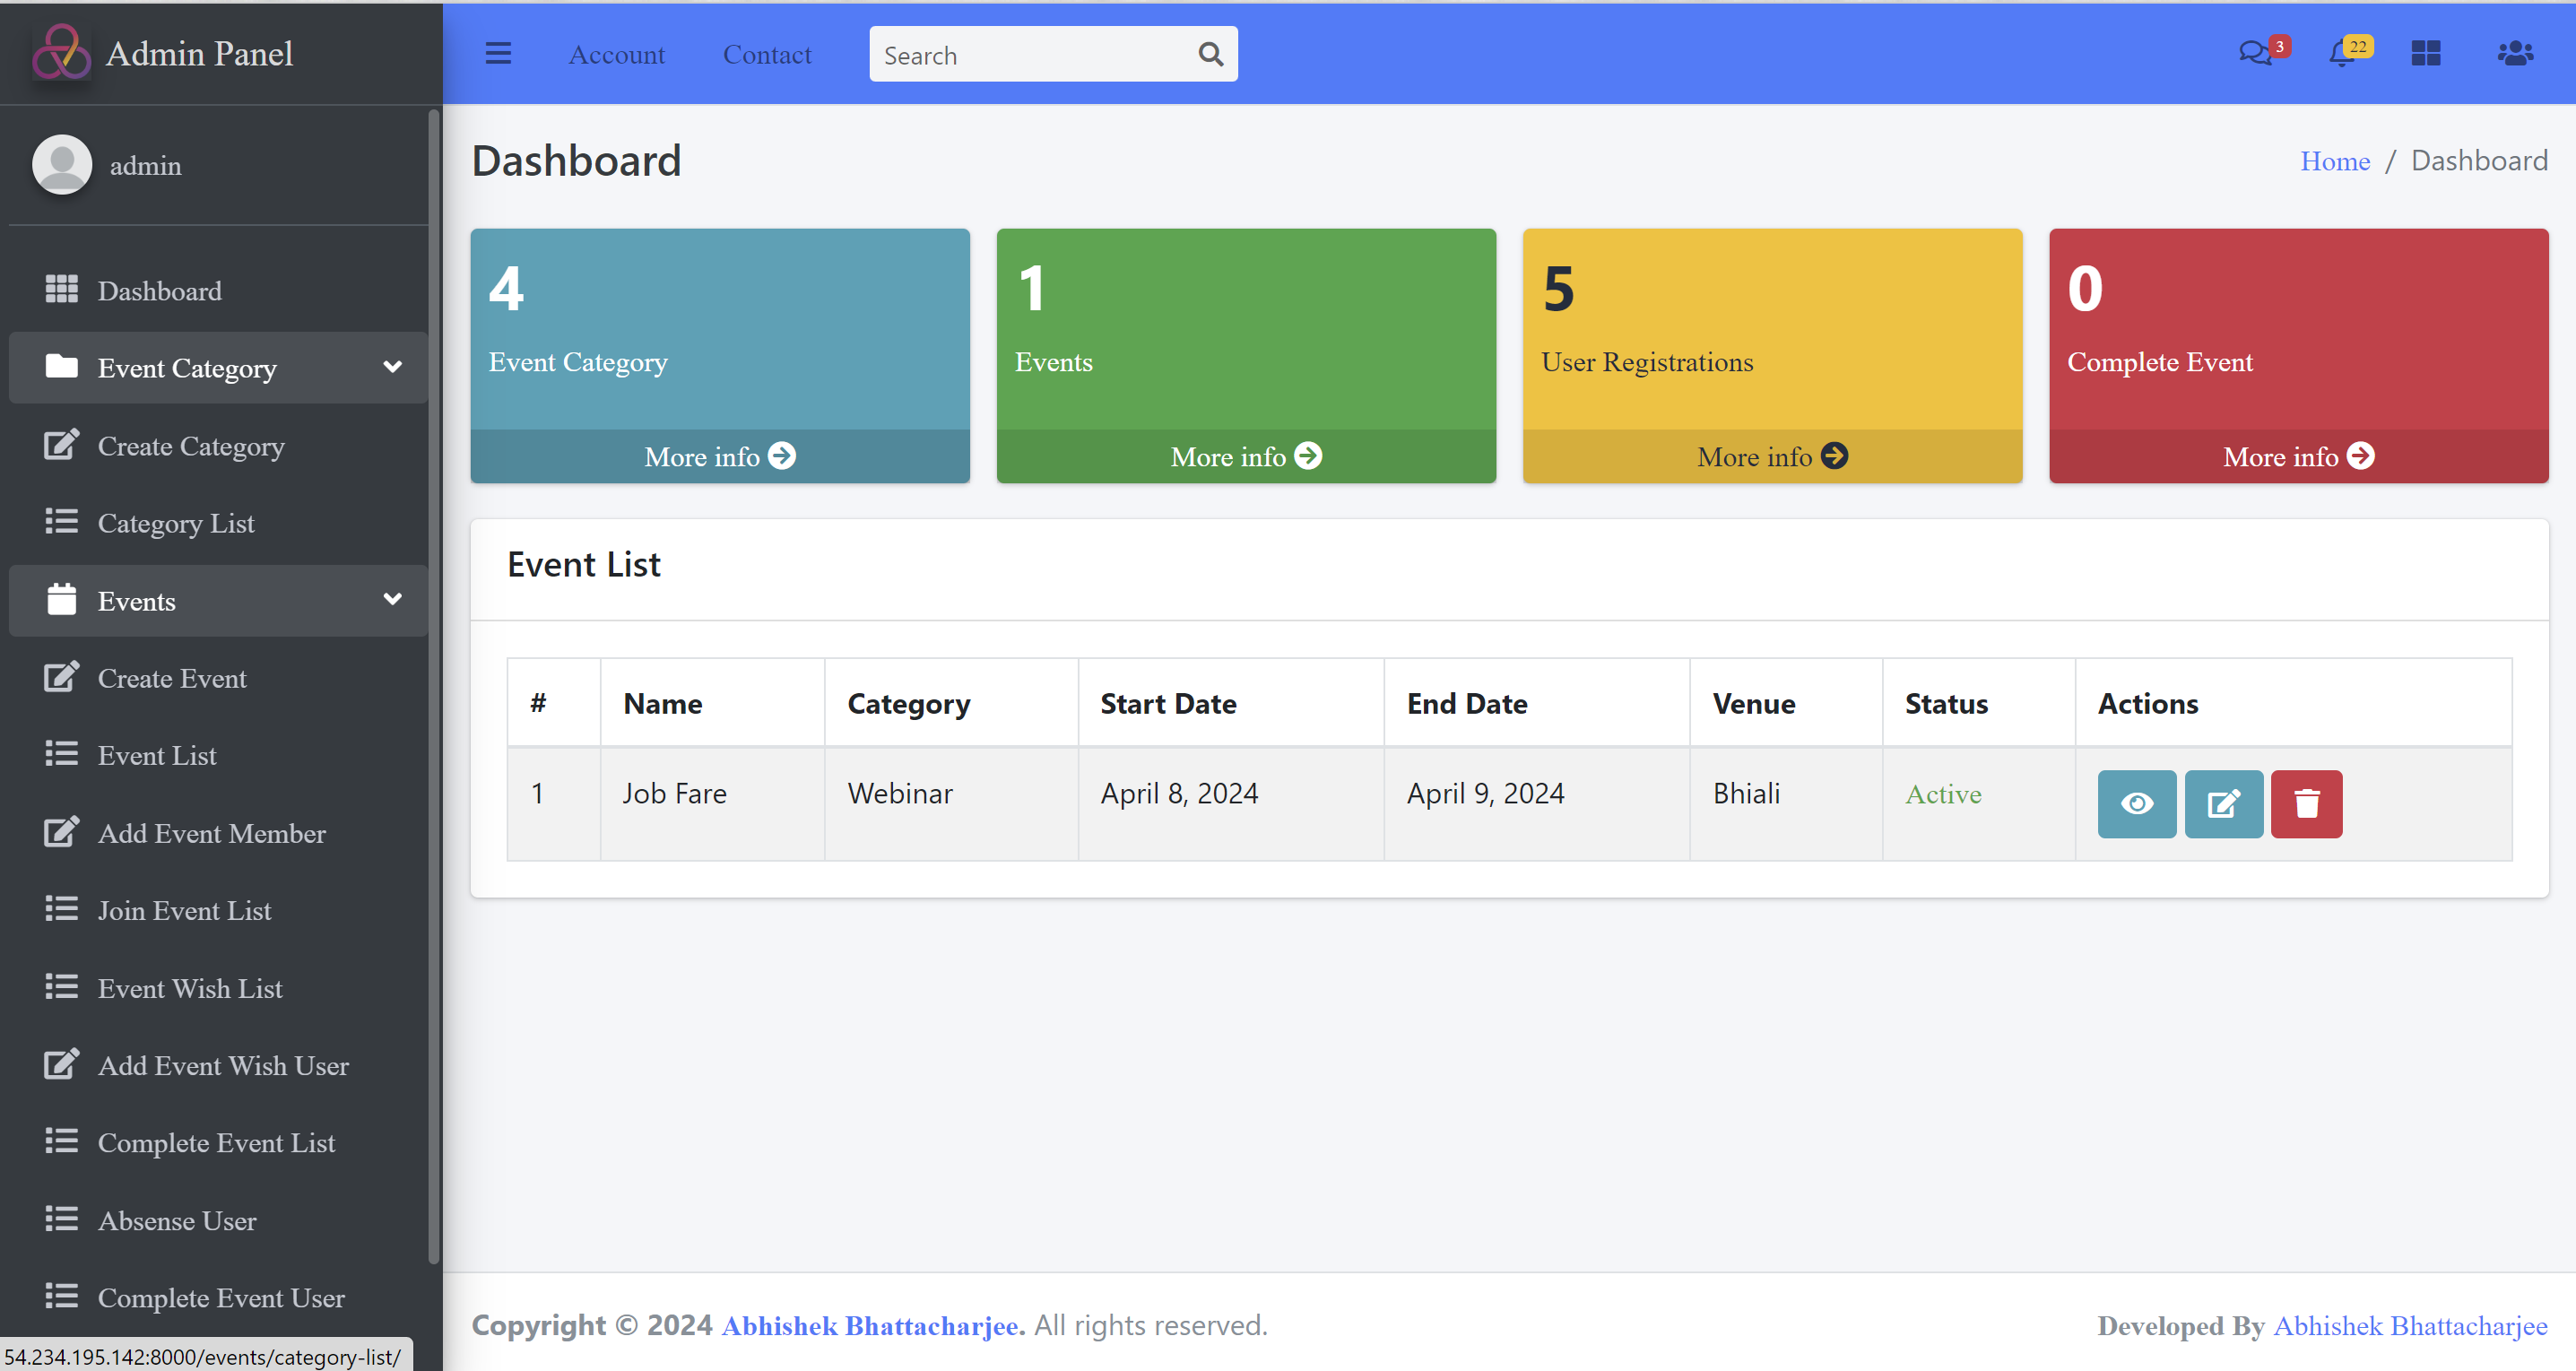 Admin Panel
Account
Contact
Search
3
22
admin
Dashboard
Home / Dashboard
Dashboard
Event Category
Create Category
Category List
Events
Create Event
Event List
Add Event Member
Join Event List
Event Wish List
Add Event Wish User
Complete Event List
Absense User
Complete Event User
4
Event Category
More info
1
Events
More info
5
User Registrations
More info
0
Complete Event
More info
Event List
# Name Category Start Date End Date Venue Status Actions
1 Job Fare Webinar April 8, 2024 April 9, 2024 Bhiali Active
Copyright © 2024 Abhishek Bhattacharjee. All rights reserved.
Developed By Abhishek Bhattacharjee
54.234.195.142:8000/events/category-list/